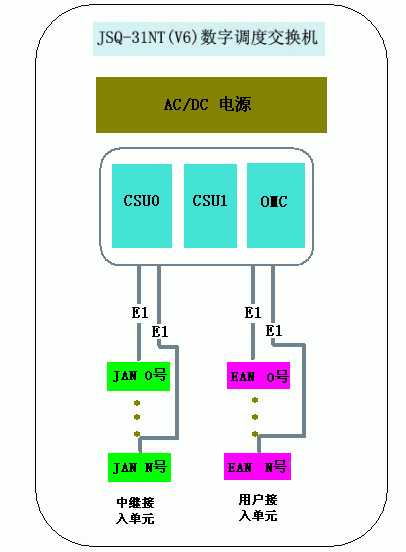 JSQ-31NT(V6)数字调度交换机
AC/DC 电源
CSU0 CSU1 OMC
E1 E1 E1 E1
JAN 0号 EAN 0号
JAN N号 EAN N号
中继接
入单元
用户接
入单元